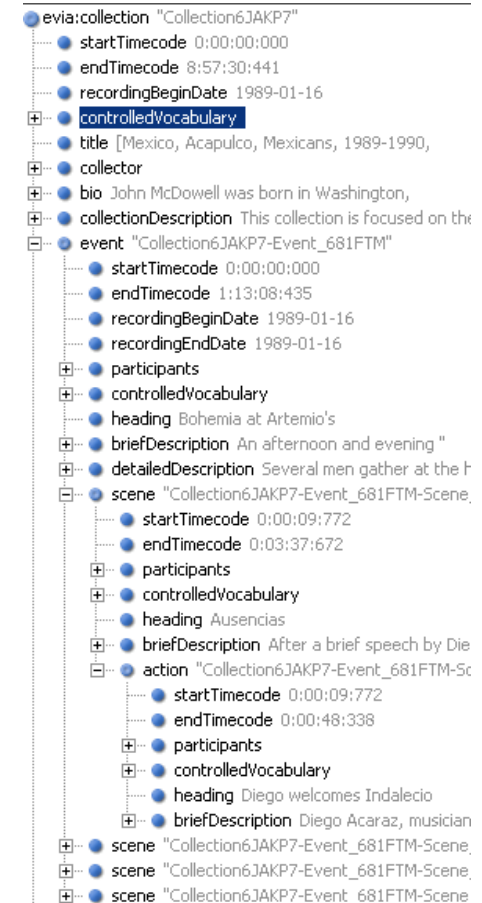 evia:collection "Collection6JAKP7"
startTimecode 0:00:00:000
endTimecode 8:57:30:441
recordingBeginDate 1989-01-16
controlledVocabulary
title [Mexico, Acapulco, Mexicans, 1989-1990,
collector
bio John McDowell was born in Washington,
collectionDescription This collection is focused on the
event "Collection6JAKP7-Event_681FTM"
startTimecode 0:00:00:000
endTimecode 1:13:08:435
recordingBeginDate 1989-01-16
recordingEndDate 1989-01-16
participants
controlledVocabulary
heading Bohemia at Artemio's
briefDescription An afternoon and evening "
detailedDescription Several men gather at the h
scene "Collection6JAKP7-Event_681FTM-Scene_
startTimecode 0:00:09:772
endTimecode 0:03:37:672
participants
controlledVocabulary
heading Ausencias
briefDescription After a brief speech by Die
action "Collection6JAKP7-Event_681FTM-Sc
startTimecode 0:00:09:772
endTimecode 0:00:48:338
participants
controlledVocabulary
heading Diego welcomes Indalecio
briefDescription Diego Acaraz, musician
scene "Collection6JAKP7-Event_681FTM-Scene_
scene "Collection6JAKP7-Event_681FTM-Scene_
scene "Collection6JAKP7-Event_681FTM-Scene